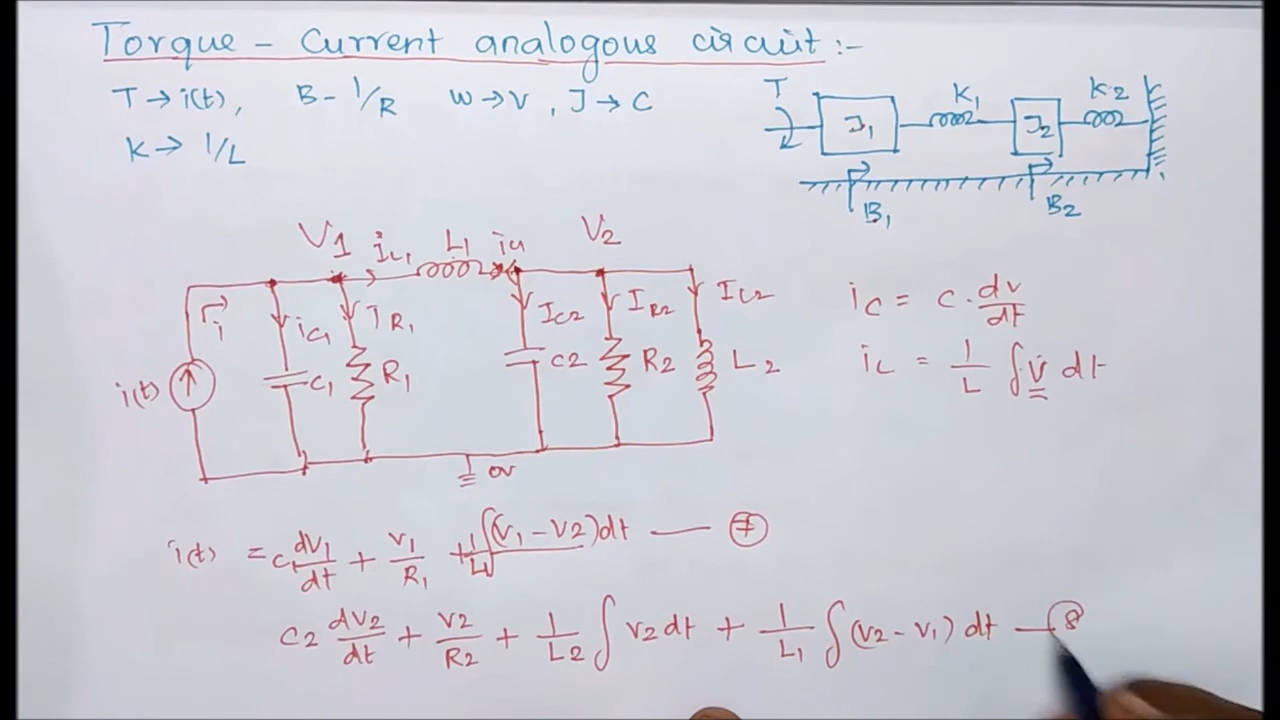 Torque - Current analogous circuit :-
T → i(t), B - 1/R W → V, J → C
K → 1/L
T J1 K1 J2 K2
B1 B2
V1 iL1 L1 iL1 V2
i iC1 IR1 IC2 IR2 IL2
i(t) C1 R1 C2 R2 L2
0V
iC = C · dv/dt
iL = 1/L ∫ v dt
i(t) = C1 dV1/dt + V1/R1 + 1/L1 ∫(V1 - V2)dt — 7
C2 dV2/dt + V2/R2 + 1/L2 ∫ V2 dt + 1/L1 ∫ (V2 - V1) dt — 8